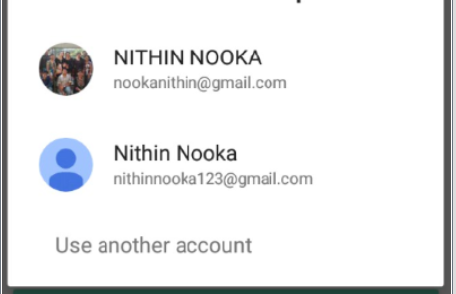 NITHIN NOOKA
nookanithin@gmail.com
Nithin Nooka
nithinnooka123@gmail.com
Use another account